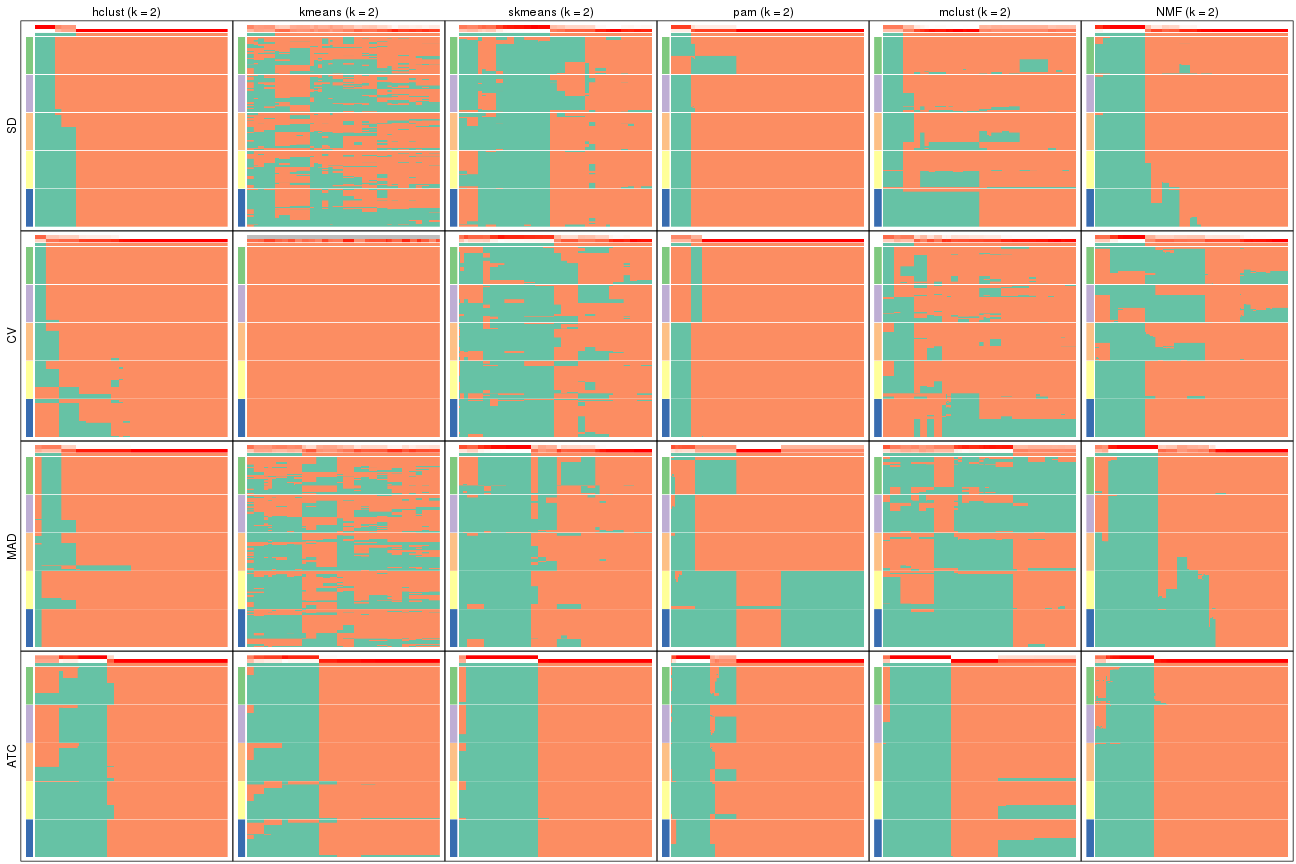 hclust (k = 2)
kmeans (k = 2)
skmeans (k = 2)
pam (k = 2)
mclust (k = 2)
NMF (k = 2)
SD
CV
MAD
ATC